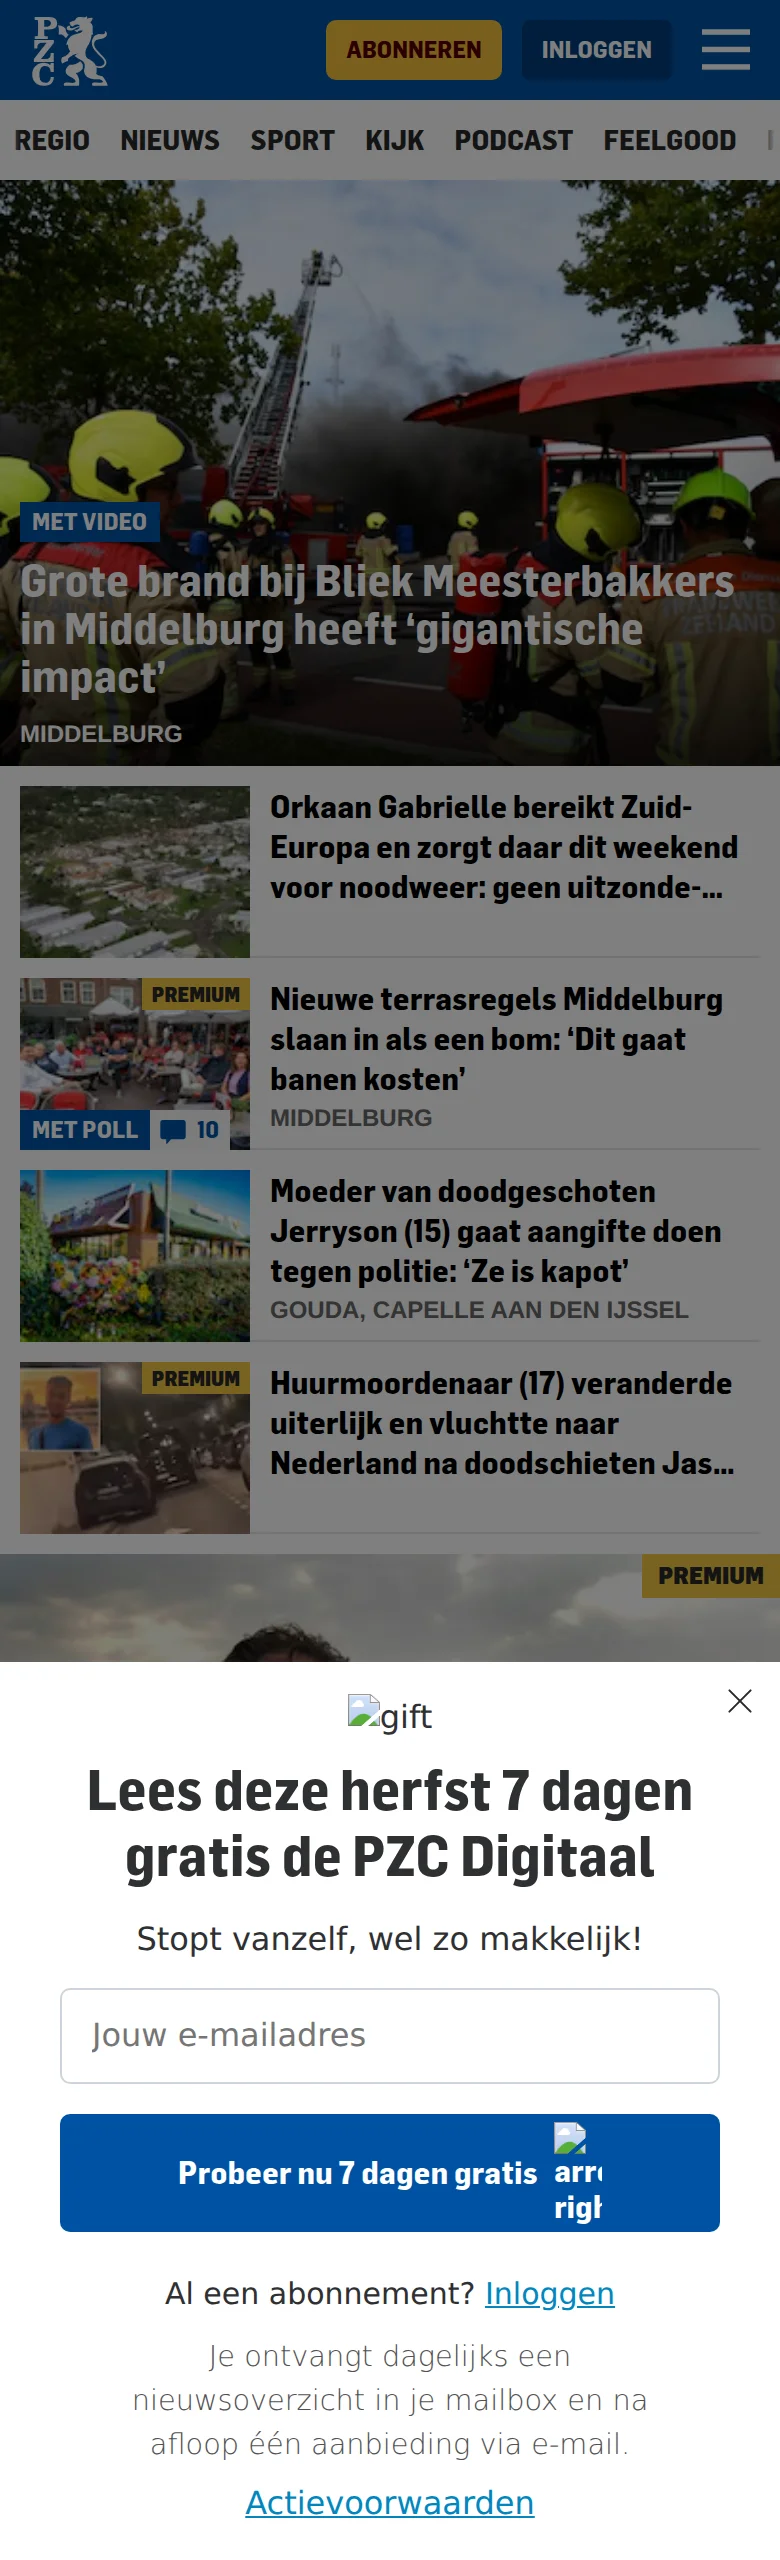 P
Z
C
ABONNEREN
INLOGGEN
REGIO NIEUWS SPORT KIJK PODCAST FEELGOOD
MET VIDEO
Grote brand bij Bliek Meesterbakkers
in Middelburg heeft ‘gigantische
impact’
MIDDELBURG
Orkaan Gabrielle bereikt Zuid-
Europa en zorgt daar dit weekend
voor noodweer: geen uitzonde-...
PREMIUM
MET POLL 10
Nieuwe terrasregels Middelburg
slaan in als een bom: ‘Dit gaat
banen kosten’
MIDDELBURG
Moeder van doodgeschoten
Jerryson (15) gaat aangifte doen
tegen politie: ‘Ze is kapot’
GOUDA, CAPELLE AAN DEN IJSSEL
PREMIUM
Huurmoordenaar (17) veranderde
uiterlijk en vluchtte naar
Nederland na doodschieten Jas...
PREMIUM
gift
Lees deze herfst 7 dagen
gratis de PZC Digitaal
Stopt vanzelf, wel zo makkelijk!
Jouw e-mailadres
Probeer nu 7 dagen gratis
Al een abonnement? Inloggen
Je ontvangt dagelijks een
nieuwsoverzicht in je mailbox en na
afloop één aanbieding via e-mail.
Actievoorwaarden